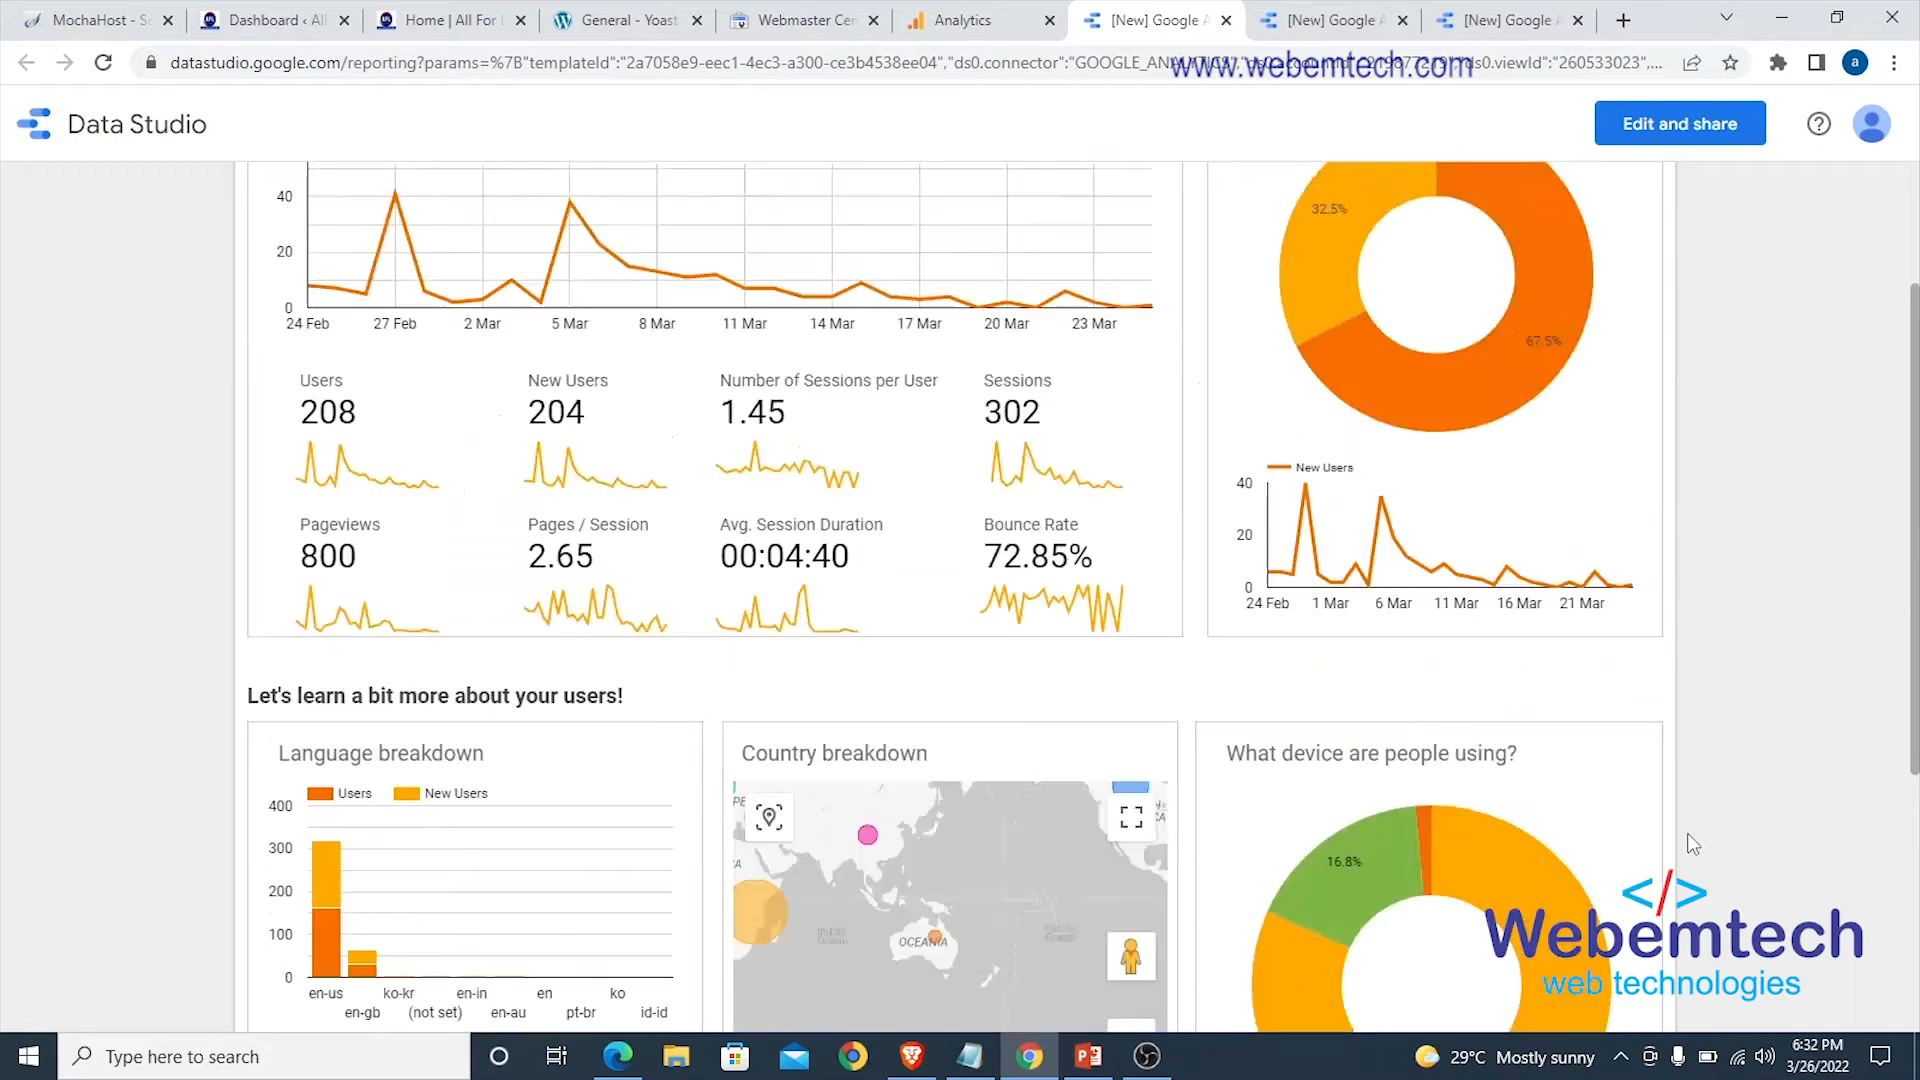 MochaHost - S
Dashboard ‹ All
Home | All For
General - Yoast
Webmaster Cen
Analytics
[New] Google A
[New] Google A
[New] Google A
datastudio.google.com/reporting?params=%7B"templateId":"2a7058e9-eec1-4ec3-a300-ce3b4538ee04","ds0.connector":"GOOGLE_ANALYTICS",
"ds0.viewId":"260533023",...
www.webemtech.com
a
Data Studio
Edit and share
40
20
0
24 Feb 27 Feb 2 Mar 5 Mar 8 Mar 11 Mar 14 Mar 17 Mar 20 Mar 23 Mar
32.5%
67.5%
Users New Users Number of Sessions per User Sessions
208 204 1.45 302
Pageviews Pages / Session Avg. Session Duration Bounce Rate
800 2.65 00:04:40 72.85%
New Users
40
20
0
24 Feb 1 Mar 6 Mar 11 Mar 16 Mar 21 Mar
Let's learn a bit more about your users!
Language breakdown
Users New Users
400
300
200
100
0
en-us ko-kr en-in en ko
en-gb (not set) en-au pt-br id-id
Country breakdown
OCEANIA
What device are people using?
16.8%
</>
Webemtech
web technologies
Type here to search
29°C Mostly sunny
6:32 PM
3/26/2022